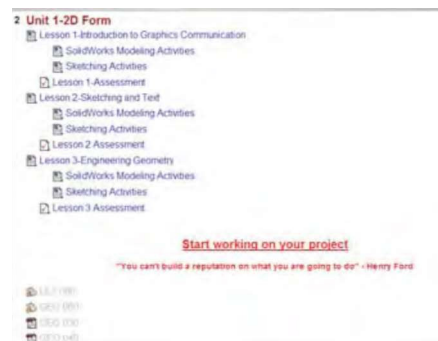 2 Unit 1-2D Form
Lesson 1-Introduction to Graphics Communication
SolidWorks Modeling Activities
Sketching Activities
Lesson 1-Assessment
Lesson 2-Sketching and Text
SolidWorks Modeling Activities
Sketching Activities
Lesson 2 Assessment
Lesson 3-Engineering Geometry
SolidWorks Modeling Activities
Sketching Activities
Lesson 3 Assessment
Start working on your project
"You can't build a reputation on what you are going to do" - Henry Ford